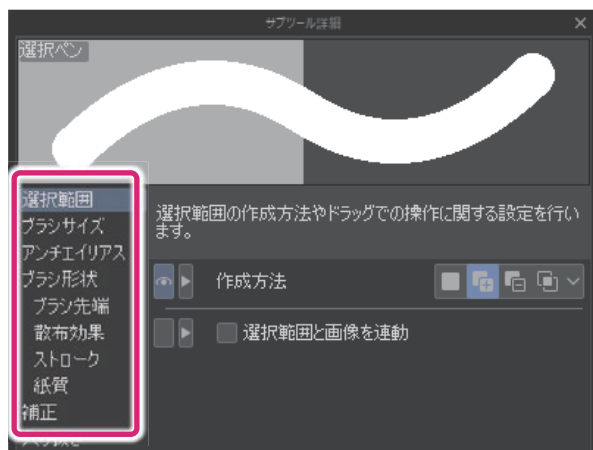 サブツール詳細
選択ペン
選択範囲
ブラシサイズ
アンチエイリアス
ブラシ形状
ブラシ先端
散布効果
ストローク
紙質
補正
選択範囲の作成方法やドラッグでの操作に関する設定を行い
ます。
作成方法
選択範囲と画像を連動